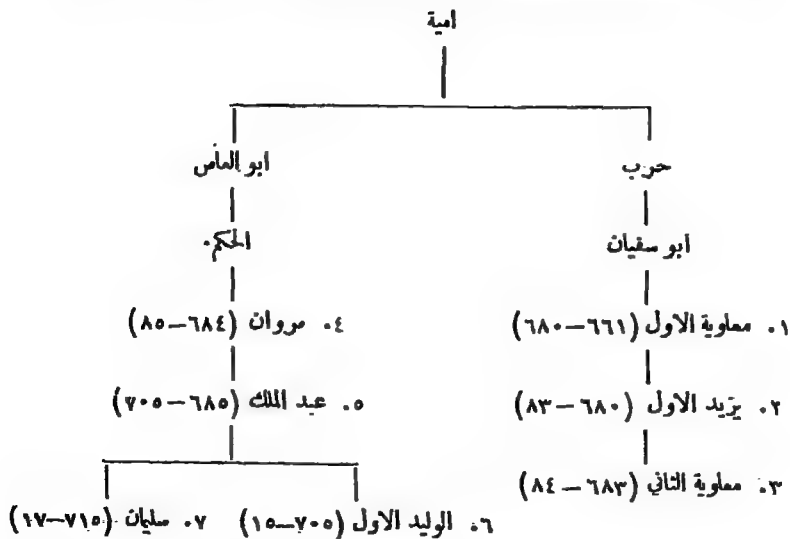 امية
حرب
ابو العاص
ابو سفيان
الحكم.
١. معاوية الاول (٦٦١–٦٨٠)
٤. مروان (٦٨٤–٨٥)
٢. يزيد الاول (٦٨٠–٨٣)
٥. عبد الملك (٦٨٥–٧٠٥)
٣. معاوية الثاني (٦٨٣–٨٤)
٦. الوليد الاول (٧٠٥–١٥)
٧. سليمان (٧١٥–١٧)